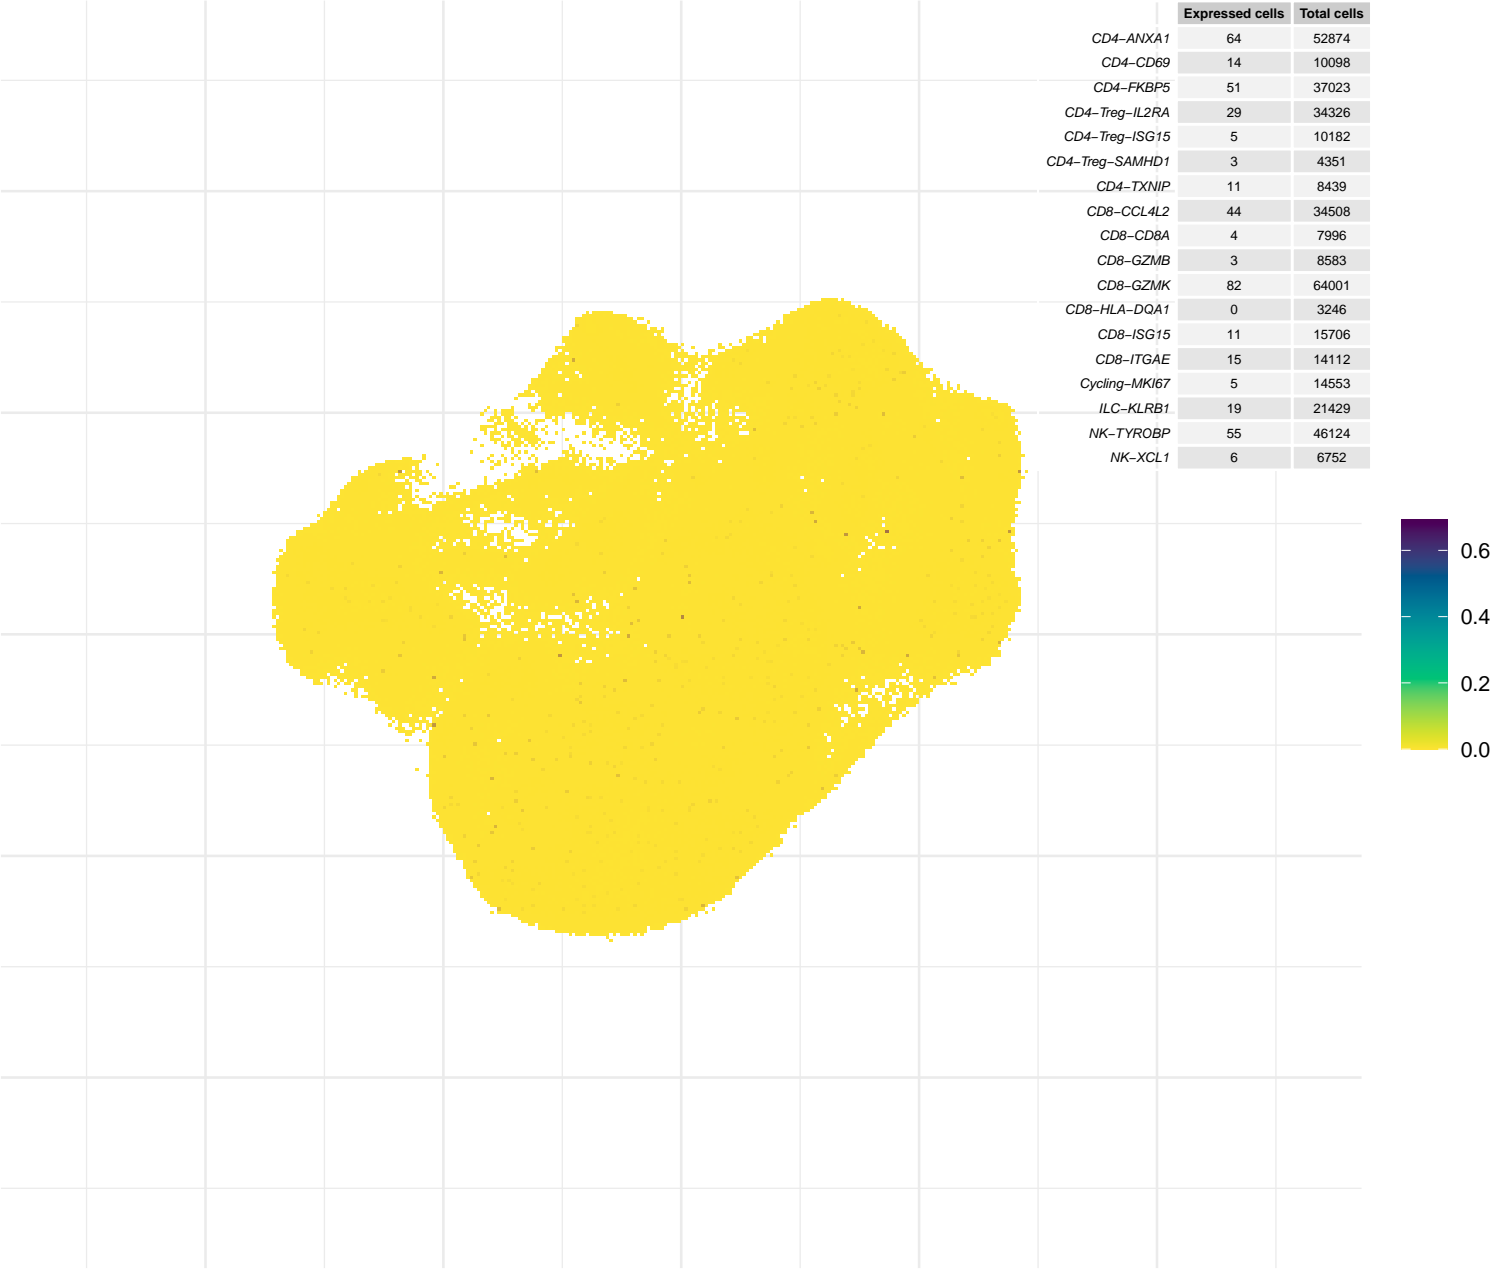 Expressed cells Total cells
CD4−ANXA1 64 52874
CD4−CD69 14 10098
CD4−FKBP5 51 37023
CD4−Treg−IL2RA 29 34326
CD4−Treg−ISG15 5 10182
CD4−Treg−SAMHD1 3 4351
CD4−TXNIP 11 8439
CD8−CCL4L2 44 34508
CD8−CD8A 4 7996
CD8−GZMB 3 8583
CD8−GZMK 82 64001
CD8−HLA−DQA1 0 3246
CD8−ISG15 11 15706
CD8−ITGAE 15 14112
Cycling−MKI67 5 14553
ILC−KLRB1 19 21429
NK−TYROBP 55 46124
NK−XCL1 6 6752
0.6
0.4
0.2
0.0